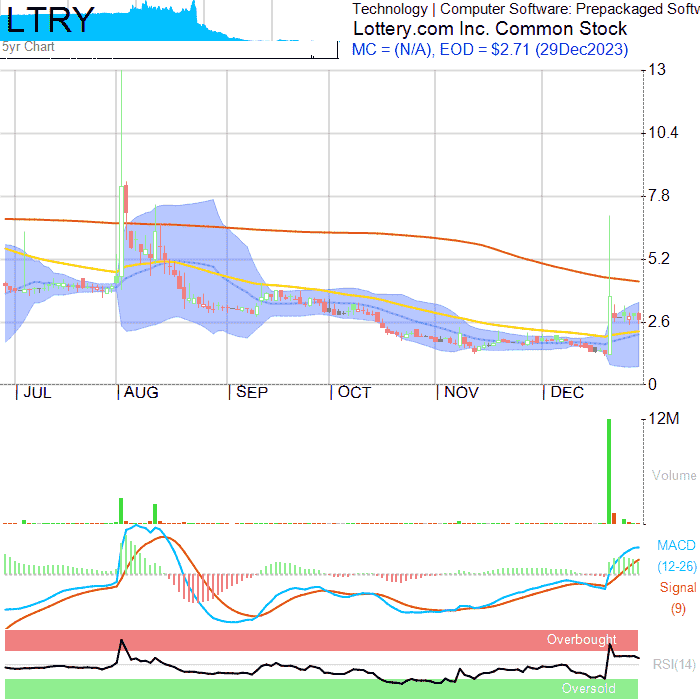 LTRY
Technology | Computer Software: Prepackaged Softw
Lottery.com Inc. Common Stock
5yr Chart
MC = (N/A), EOD = $2.71 (29Dec2023)
13
10.4
7.8
5.2
2.6
0
JUL AUG SEP OCT NOV DEC
12M
Volume
MACD
(12-26)
Signal
(9)
Overbought
RSI(14)
Oversold